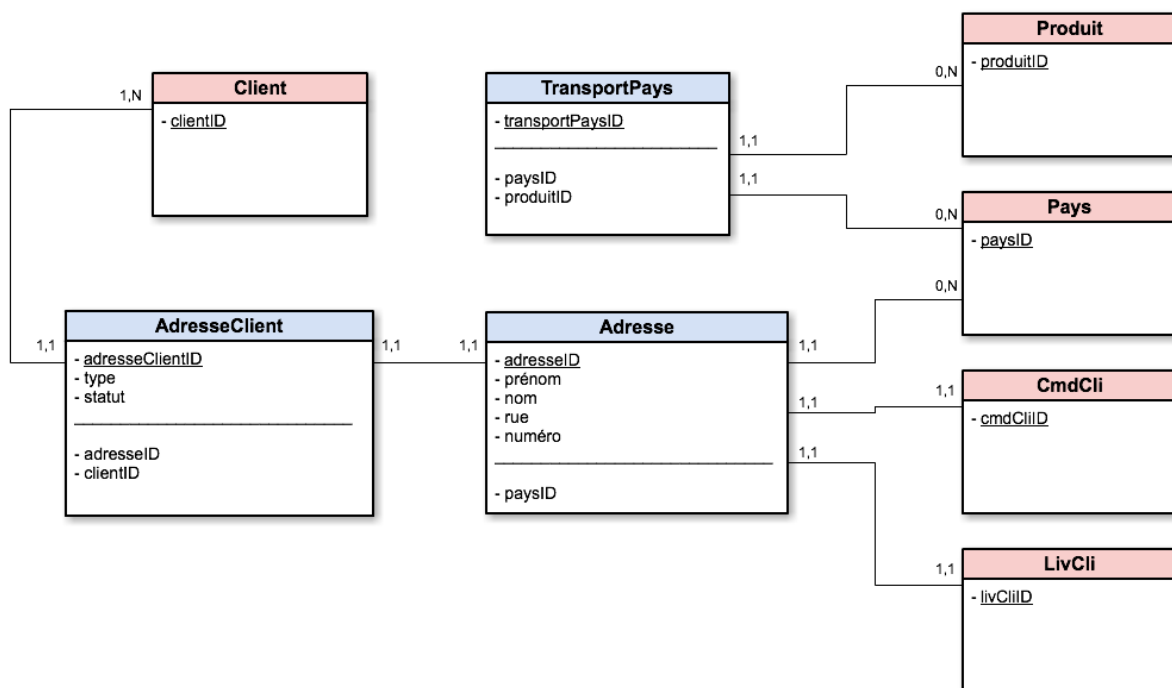 Client
- clientID
1,N
TransportPays
- transportPaysID
- paysID
- produitID
1,1
1,1
Produit
- produitID
0,N
Pays
- paysID
0,N
0,N
AdresseClient
- adresseClientID
- type
- statut
- adresseID
- clientID
1,1
1,1
Adresse
- adresseID
- prénom
- nom
- rue
- numéro
- paysID
1,1
1,1
1,1
1,1
CmdCli
- cmdCliID
1,1
LivCli
- livCliID
1,1